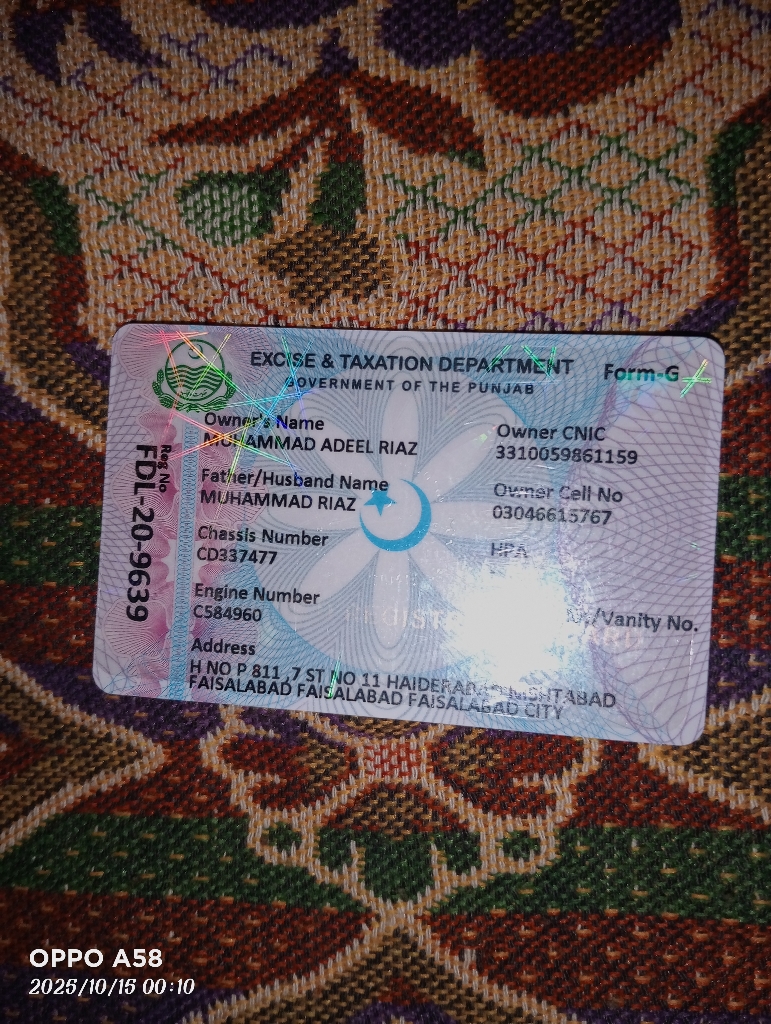 EXCISE & TAXATION DEPARTMENT
Form-G
GOVERNMENT OF THE PUNJAB
Reg No
FDL-20-9639
Owner's Name
MUHAMMAD ADEEL RIAZ
Owner CNIC
3310059861159
Father/Husband Name
MUHAMMAD RIAZ
Owner Cell No
03046615767
Chassis Number
CD337477
HPA
Engine Number
C584960
/Vanity No.
Address
H NO P 811 ,7 ST NO 11 HAIDERABAD MISHTABAD
FAISALABAD FAISALABAD FAISALABAD CITY
OPPO A58
2025/10/15 00:10